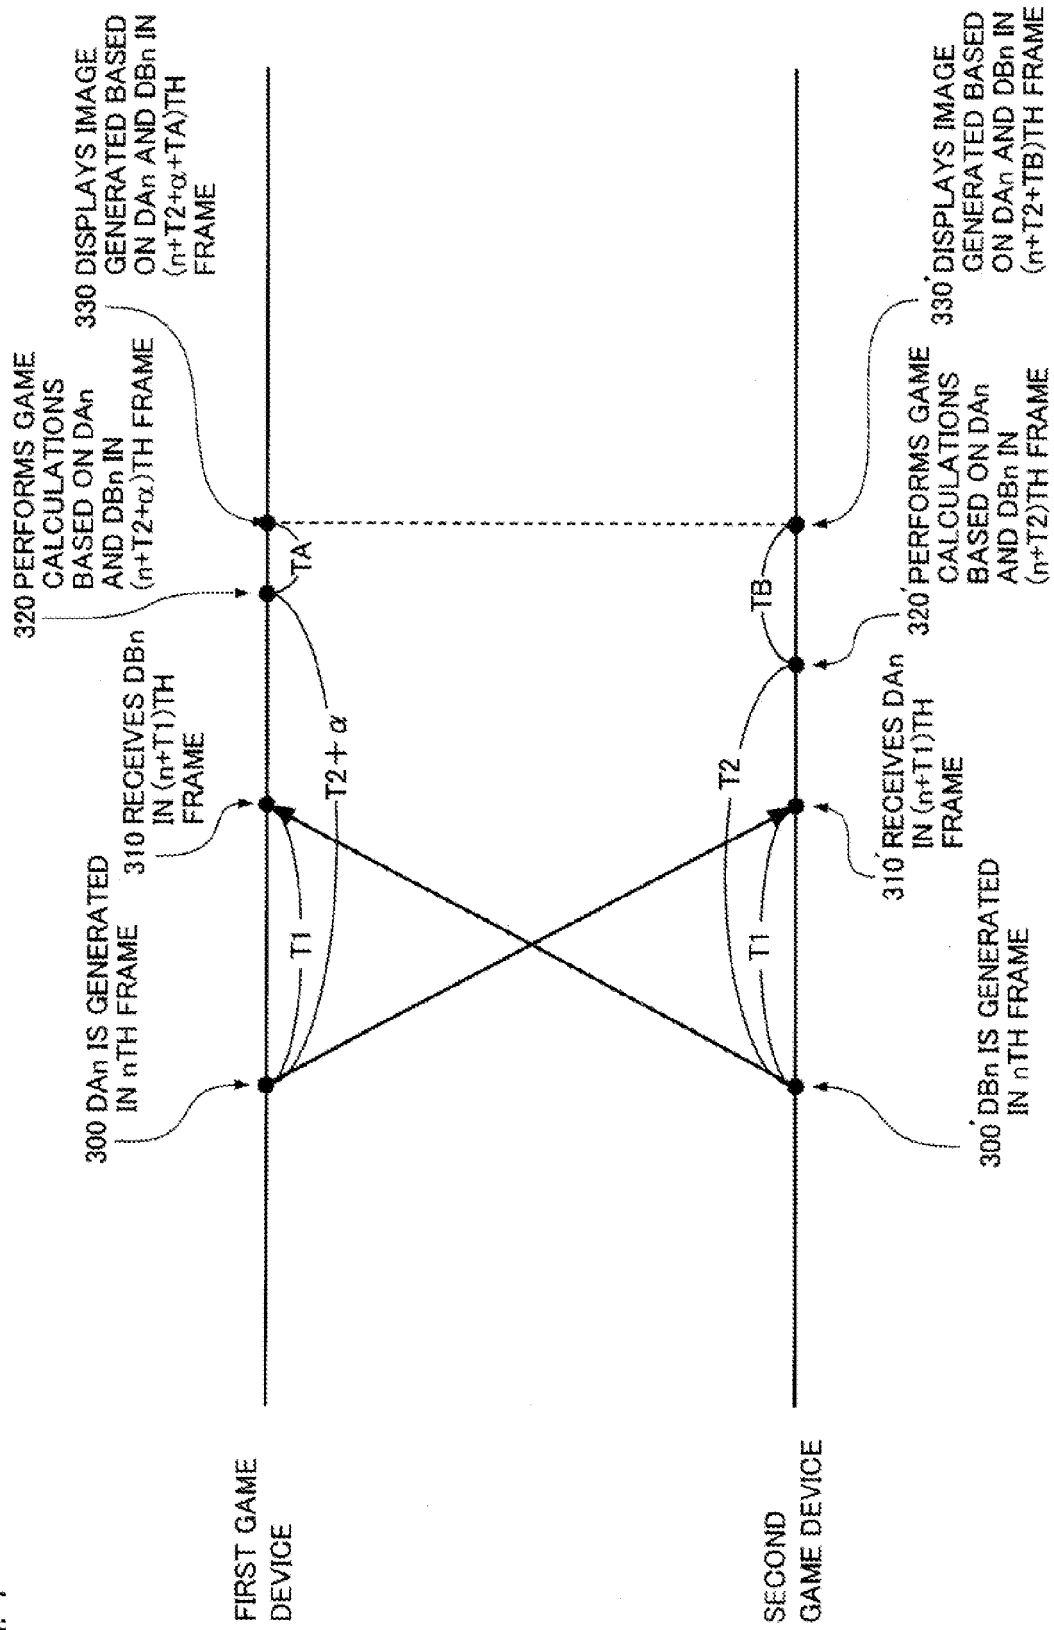 300 DAn IS GENERATED
IN nTH FRAME
310 RECEIVES DBn
IN (n+T1)TH
FRAME
320 PERFORMS GAME
CALCULATIONS
BASED ON DAn
AND DBn IN
(n+T2+α)TH FRAME
330 DISPLAYS IMAGE
GENERATED BASED
ON DAn AND DBn IN
(n+T2+α+TA)TH
FRAME
FIRST GAME
DEVICE
T1
T2+α
TA
T2
T1
TB
SECOND
GAME DEVICE
300' DBn IS GENERATED
IN nTH FRAME
310' RECEIVES DAn
IN (n+T1)TH
FRAME
320' PERFORMS GAME
CALCULATIONS
BASED ON DAn
AND DBn IN
(n+T2)TH FRAME
330' DISPLAYS IMAGE
GENERATED BASED
ON DAn AND DBn IN
(n+T2+TB)TH FRAME